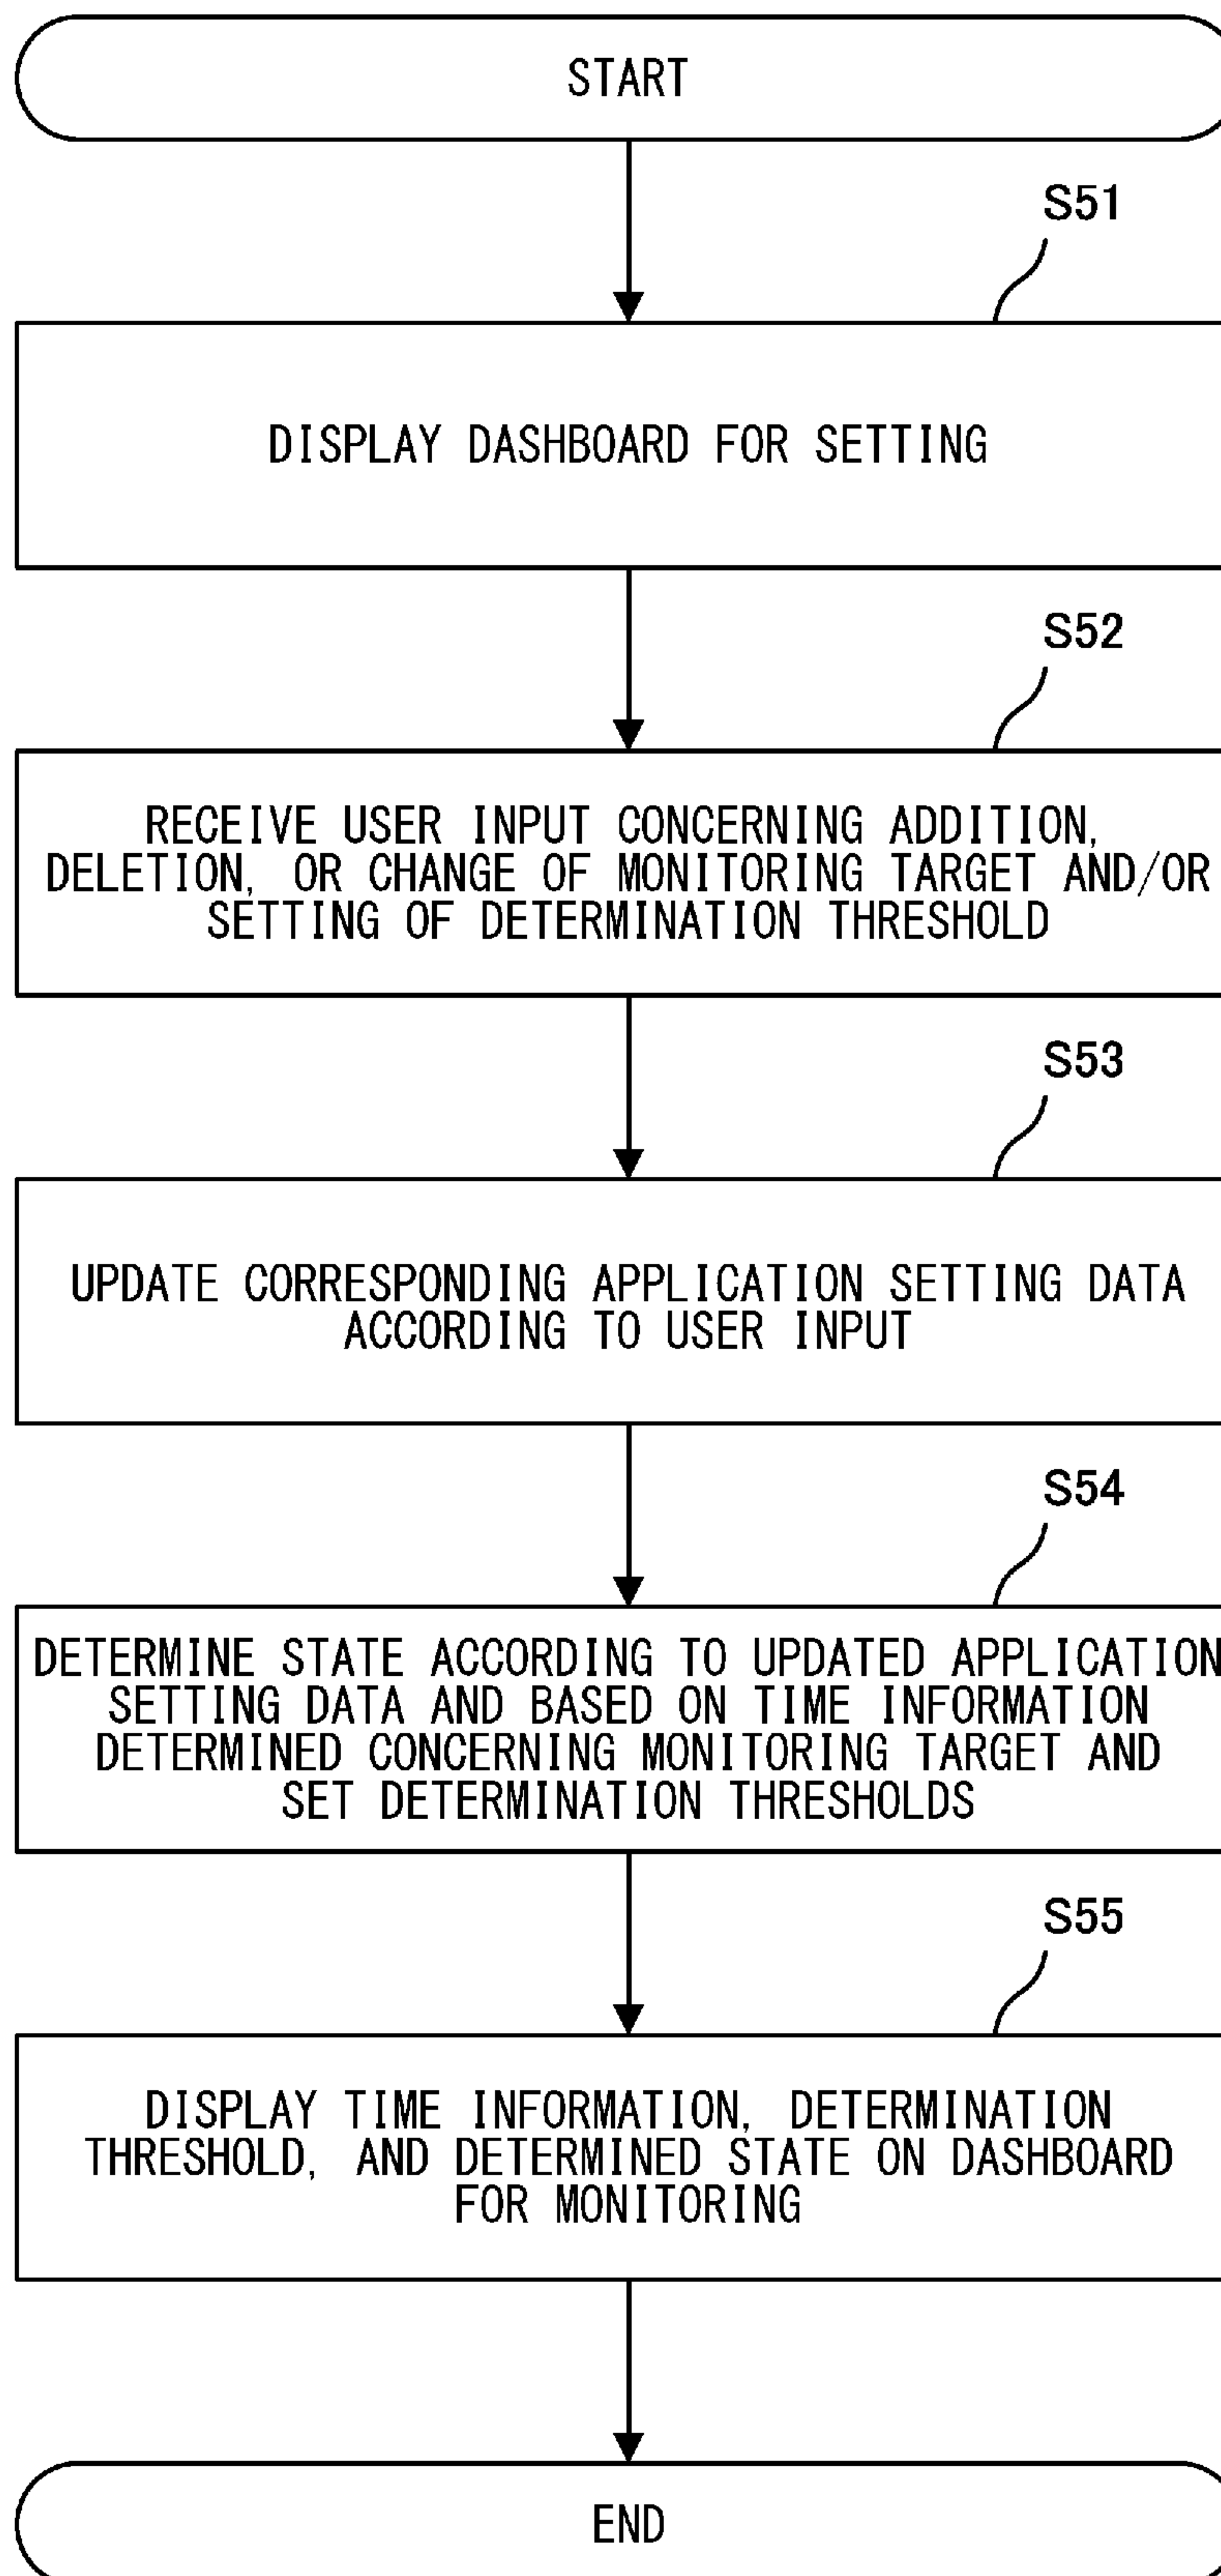 START
S51
DISPLAY DASHBOARD FOR SETTING
S52
RECEIVE USER INPUT CONCERNING ADDITION,
DELETION, OR CHANGE OF MONITORING TARGET AND/OR
SETTING OF DETERMINATION THRESHOLD
S53
UPDATE CORRESPONDING APPLICATION SETTING DATA
ACCORDING TO USER INPUT
S54
DETERMINE STATE ACCORDING TO UPDATED APPLICATION
SETTING DATA AND BASED ON TIME INFORMATION
DETERMINED CONCERNING MONITORING TARGET AND
SET DETERMINATION THRESHOLDS
S55
DISPLAY TIME INFORMATION, DETERMINATION
THRESHOLD, AND DETERMINED STATE ON DASHBOARD
FOR MONITORING
END